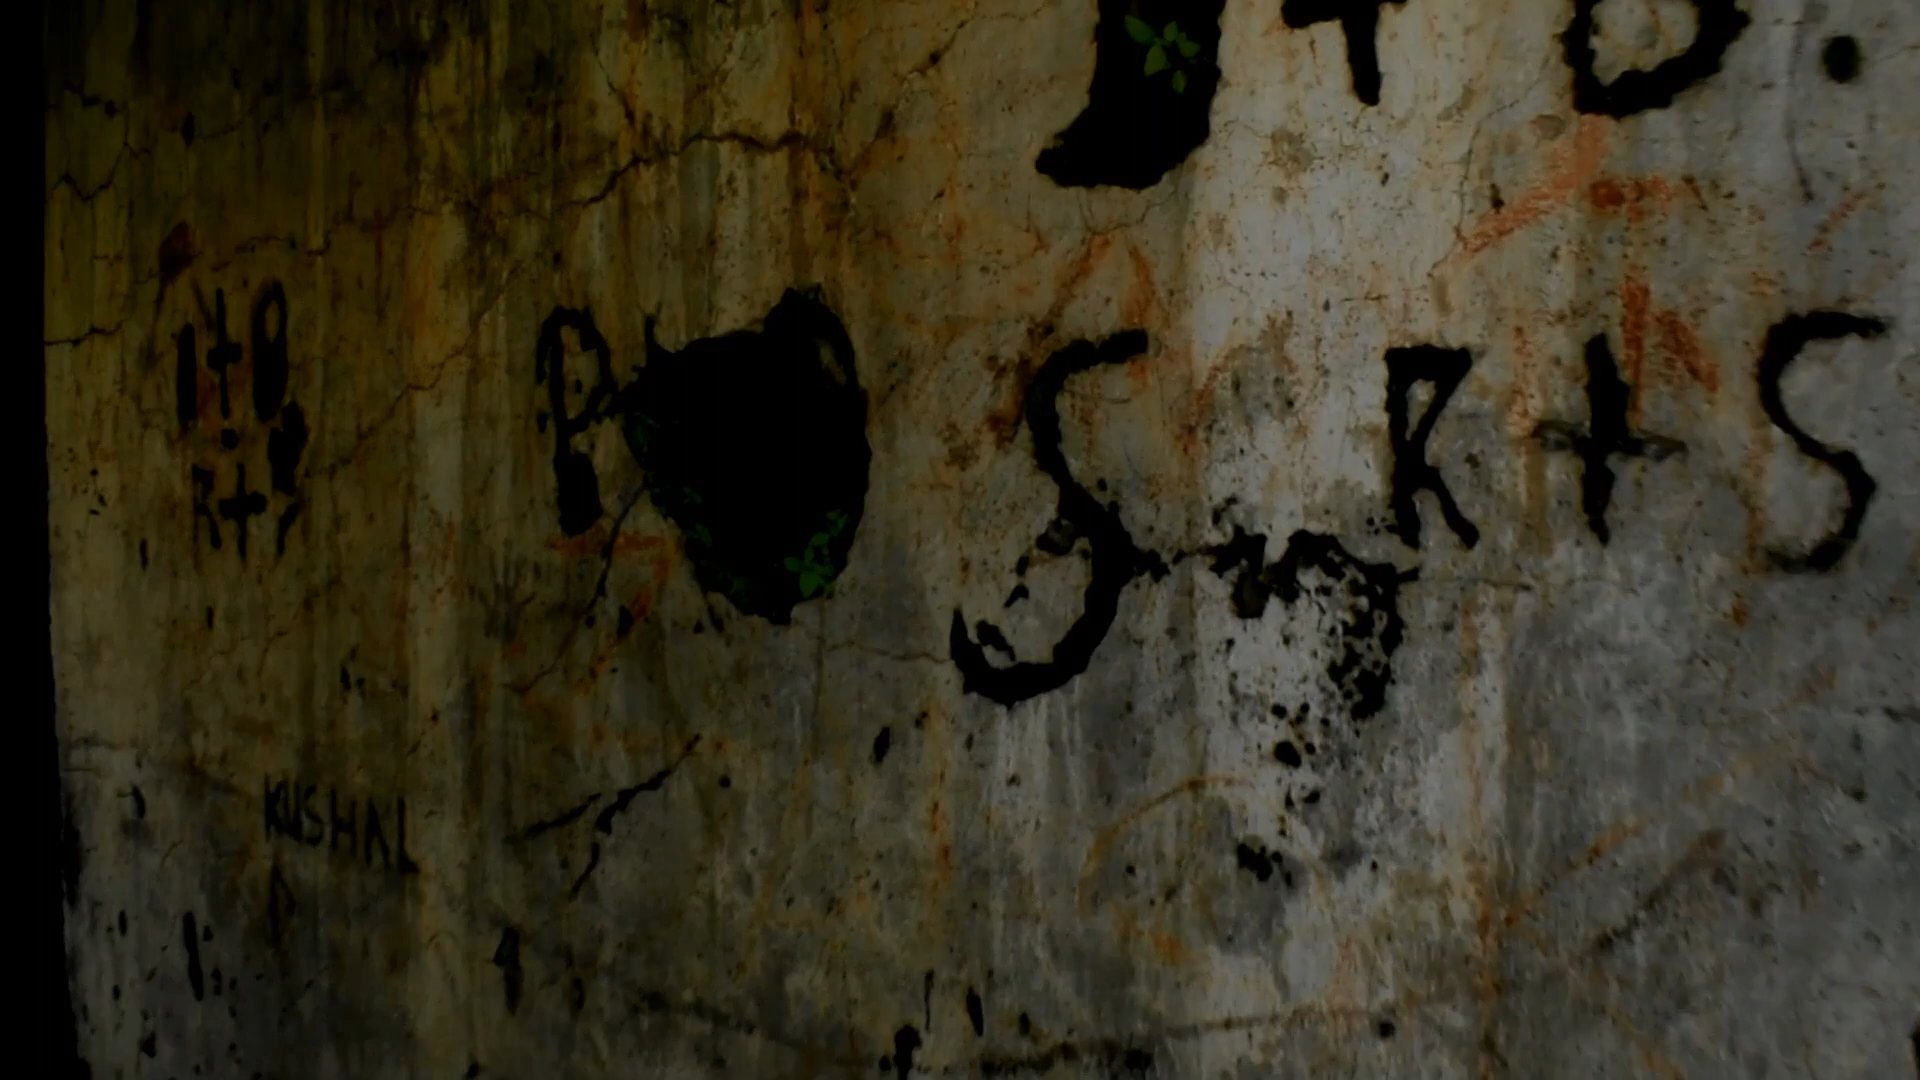 J+B.
I+P
R+
P S
R+S
KUSHAL